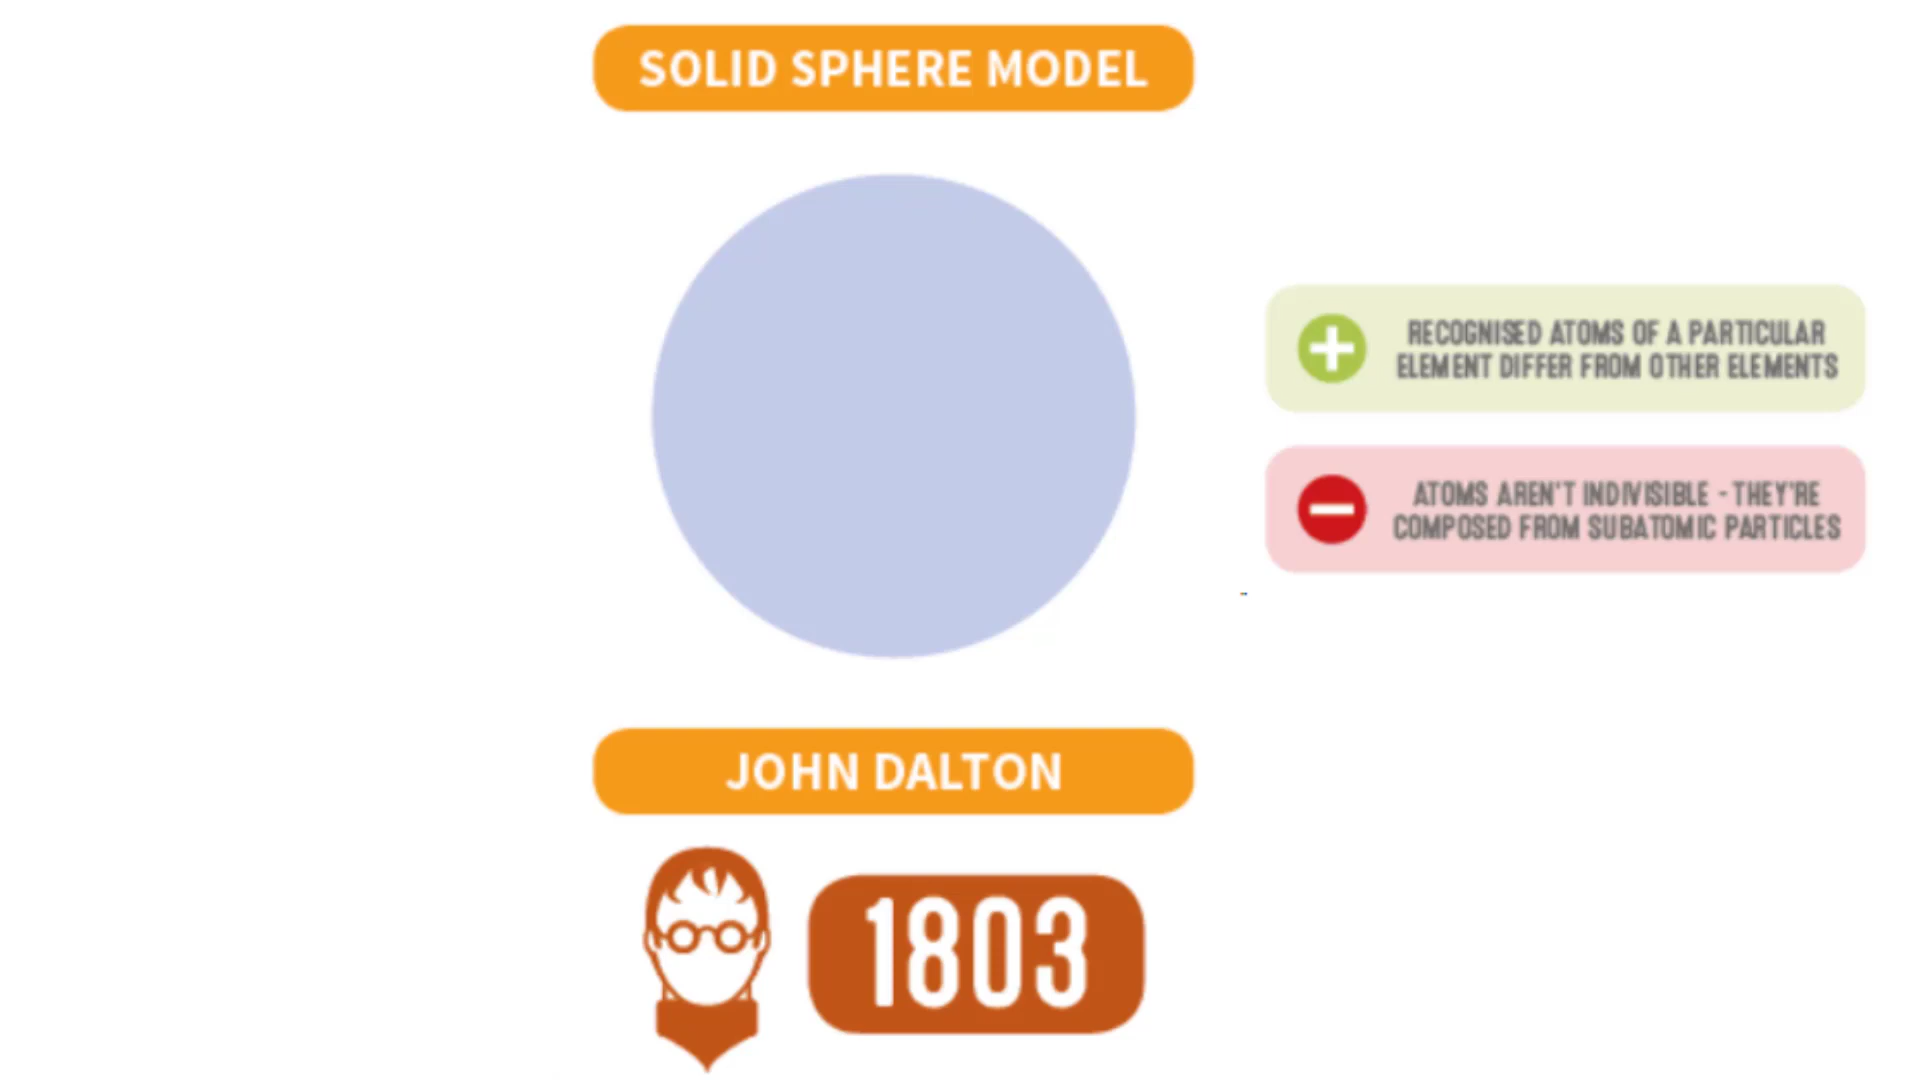 SOLID SPHERE MODEL
RECOGNISED ATOMS OF A PARTICULAR
ELEMENT DIFFER FROM OTHER ELEMENTS
ATOMS AREN'T INDIVISIBLE - THEY'RE
COMPOSED FROM SUBATOMIC PARTICLES
JOHN DALTON
1803